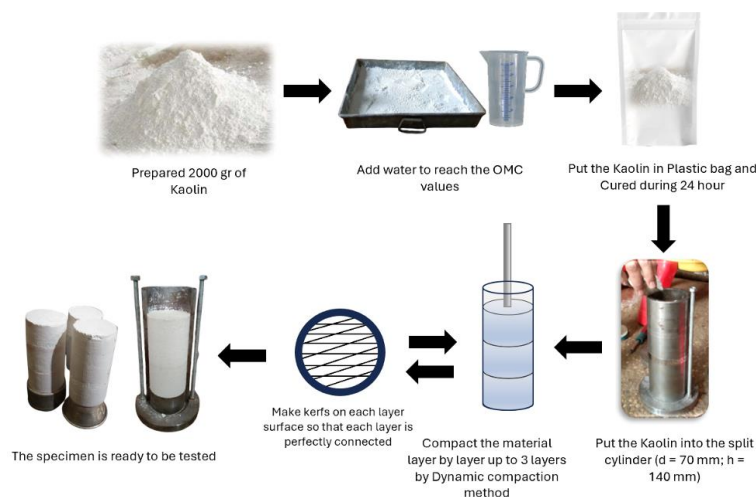 Prepared 2000 gr of
Kaolin
Add water to reach the OMC
values
Put the Kaolin in Plastic bag and
Cured during 24 hour
Put the Kaolin into the split
cylinder (d = 70 mm; h =
140 mm)
Compact the material
layer by layer up to 3 layers
by Dynamic compaction
method
Make kerfs on each layer
surface so that each layer is
perfectly connected
The specimen is ready to be tested